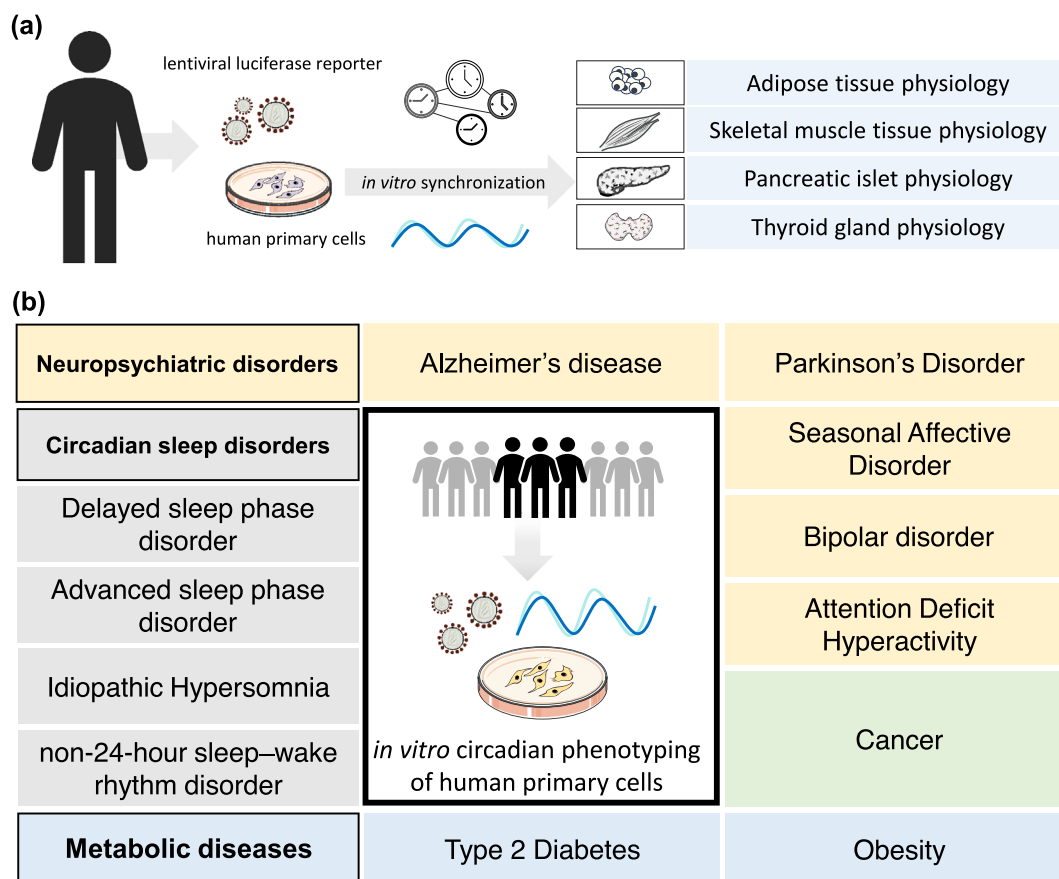 (a)
lentiviral luciferase reporter
human primary cells
in vitro synchronization
Adipose tissue physiology
Skeletal muscle tissue physiology
Pancreatic islet physiology
Thyroid gland physiology
(b)
Neuropsychiatric disorders
Alzheimer’s disease
Parkinson’s Disorder
Circadian sleep disorders
Delayed sleep phase
disorder
Advanced sleep phase
disorder
Idiopathic Hypersomnia
non-24-hour sleep–wake
rhythm disorder
in vitro circadian phenotyping
of human primary cells
Seasonal Affective
Disorder
Bipolar disorder
Attention Deficit
Hyperactivity
Cancer
Metabolic diseases
Type 2 Diabetes
Obesity